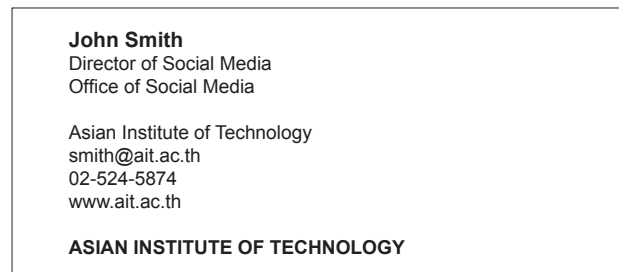 John Smith
Director of Social Media
Office of Social Media
Asian Institute of Technology
smith@ait.ac.th
02-524-5874
www.ait.ac.th
ASIAN INSTITUTE OF TECHNOLOGY